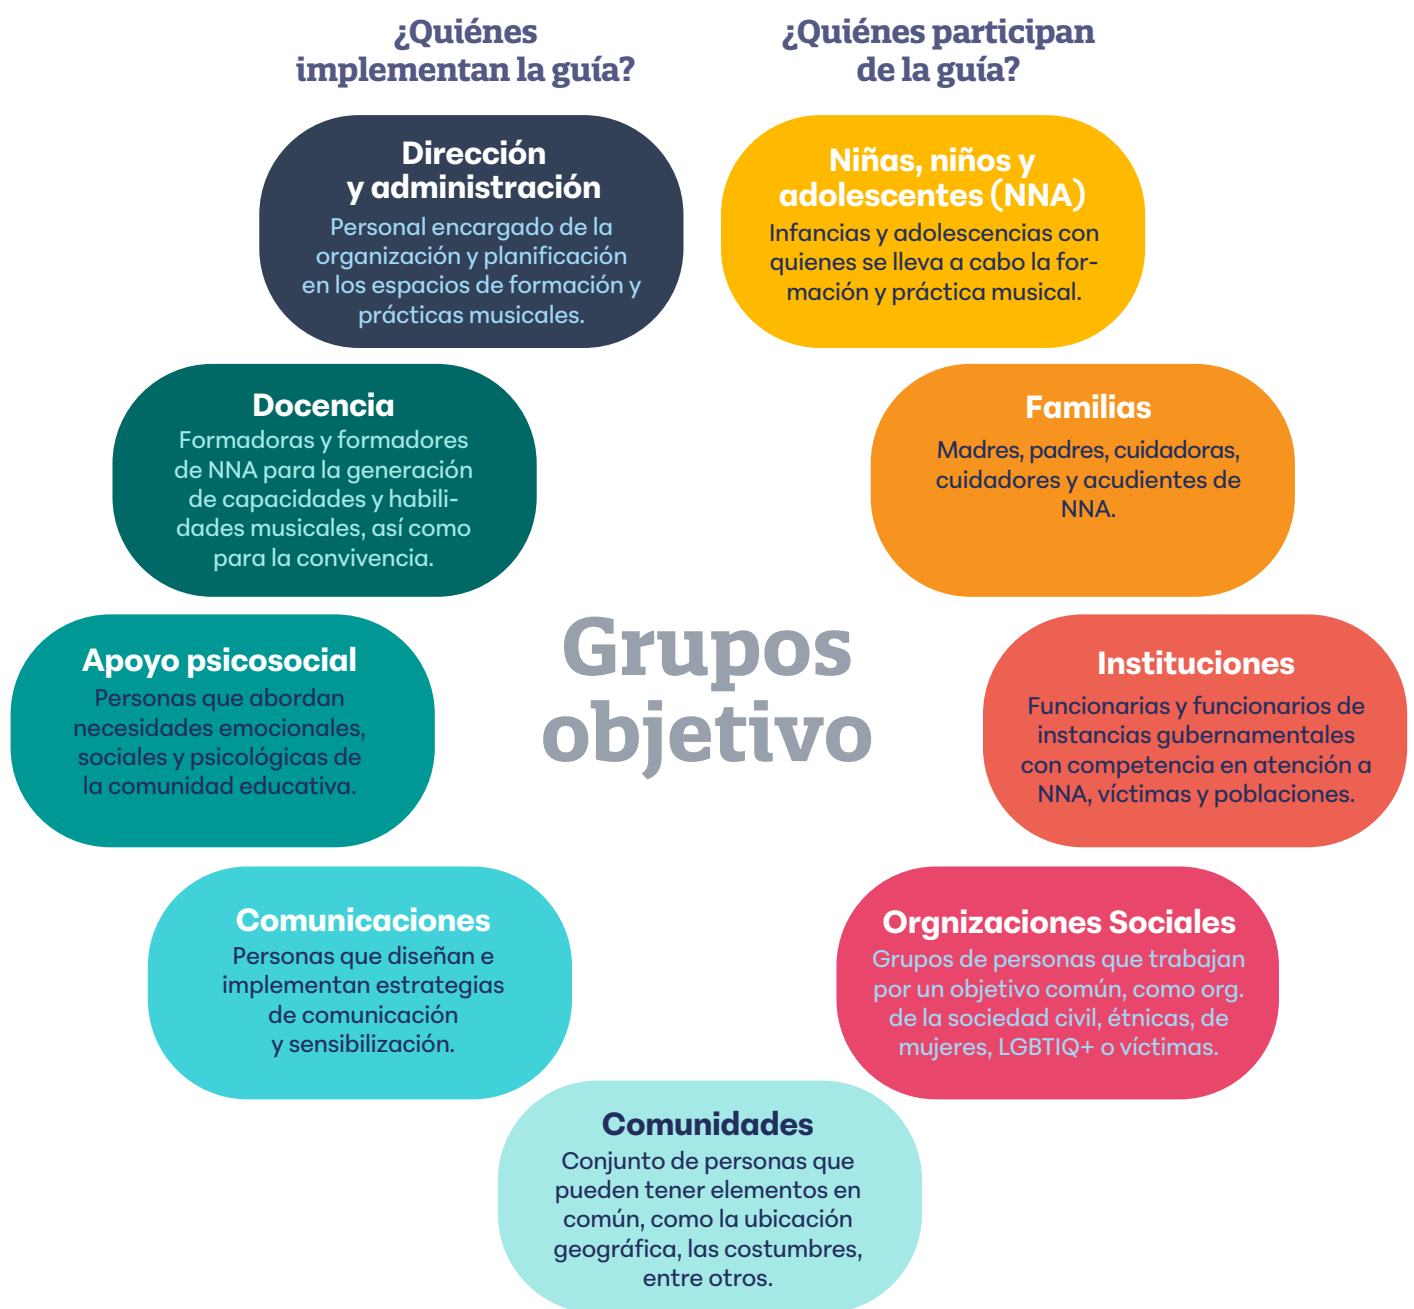 ¿Quiénes
implementan la guía?
Dirección
y administración
Personal encargado de la
organización y planificación
en los espacios de formación y
prácticas musicales.
Docencia
Formadoras y formadores
de NNA para la generación
de capacidades y habili-
dades musicales, así como
para la convivencia.
Apoyo psicosocial
Personas que abordan
necesidades emocionales,
sociales y psicológicas de
la comunidad educativa.
Comunicaciones
Personas que diseñan e
implementan estrategias
de comunicación
y sensibilización.
Grupos
objetivo
¿Quiénes participan
de la guía?
Niñas, niños y
adolescentes (NNA)
Infancias y adolescencias con
quienes se lleva a cabo la for-
mación y práctica musical.
Familias
Madres, padres, cuidadoras,
cuidadores y acudientes de
NNA.
Instituciones
Funcionarias y funcionarios de
instancias gubernamentales
con competencia en atención a
NNA, víctimas y poblaciones.
Orgnizaciones Sociales
Grupos de personas que trabajan
por un objetivo común, como org.
de la sociedad civil, étnicas, de
mujeres, LGBTIQ+ o víctimas.
Comunidades
Conjunto de personas que
pueden tener elementos en
común, como la ubicación
geográfica, las costumbres,
entre otros.